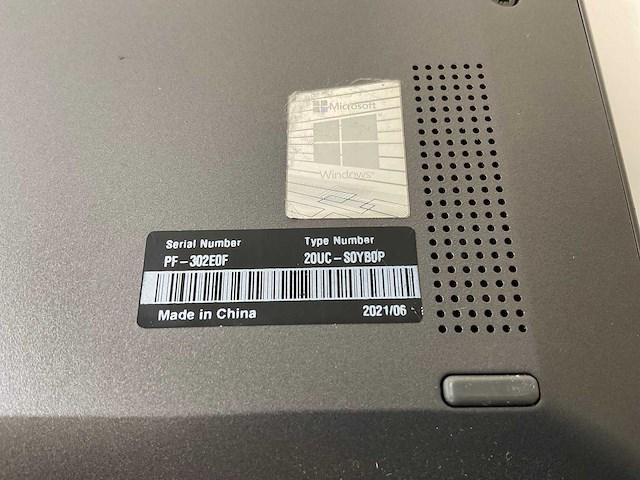 Microsoft
Windows®
Serial Number Type Number
PF-302E0F 20UC-S0YB0P
Made in China 2021/06